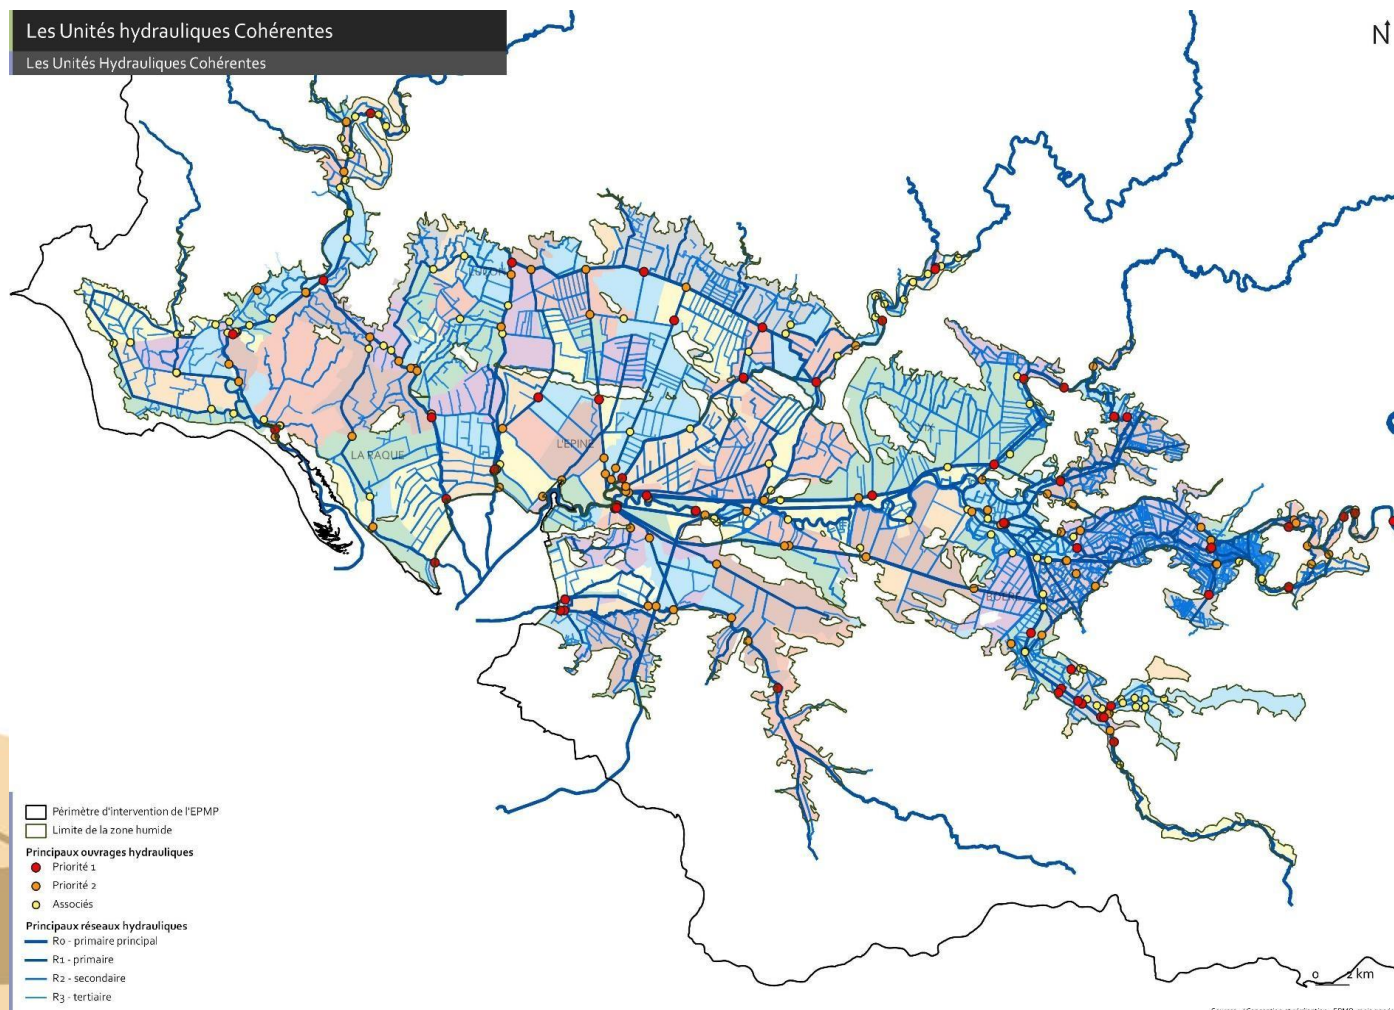 Les Unités hydrauliques Cohérentes
Les Unités Hydrauliques Cohérentes
N
LUÇON
L'EPINE
LA RAQUE
VIX
Périmètre d'intervention de l'EPMP
Limite de la zone humide
Principaux ouvrages hydrauliques
Priorité 1
Priorité 2
Associés
Principaux réseaux hydrauliques
R0 - primaire principal
R1 - primaire
R2 - secondaire
R3 - tertiaire
0 2 km